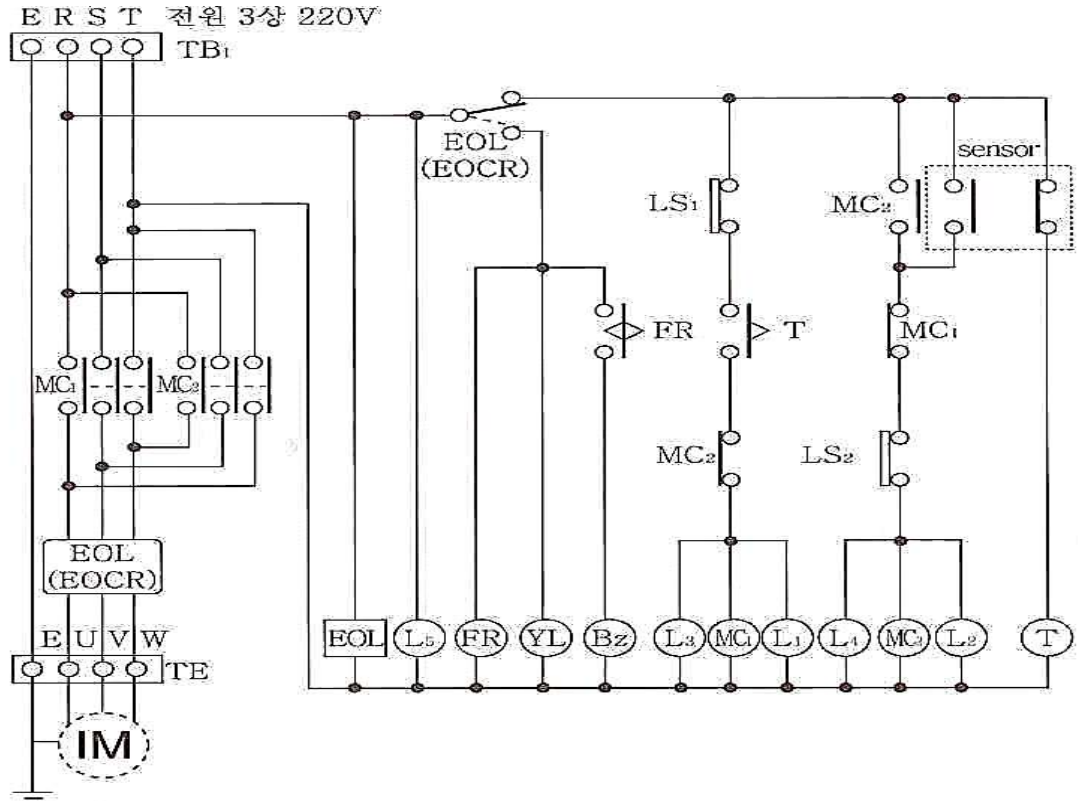 E R S T 전원 3상 220V
TB₁
EOL
(EOCR)
sensor
LS₁
MC₂
FR
T
MC₁
MC₁
MC₂
MC₂
LS₂
EOL
(EOCR)
EOL
L₅
FR
YL
Bz
L₃
MC₁
L₁
L₄
MC₂
L₂
T
E U V W
TE
IM